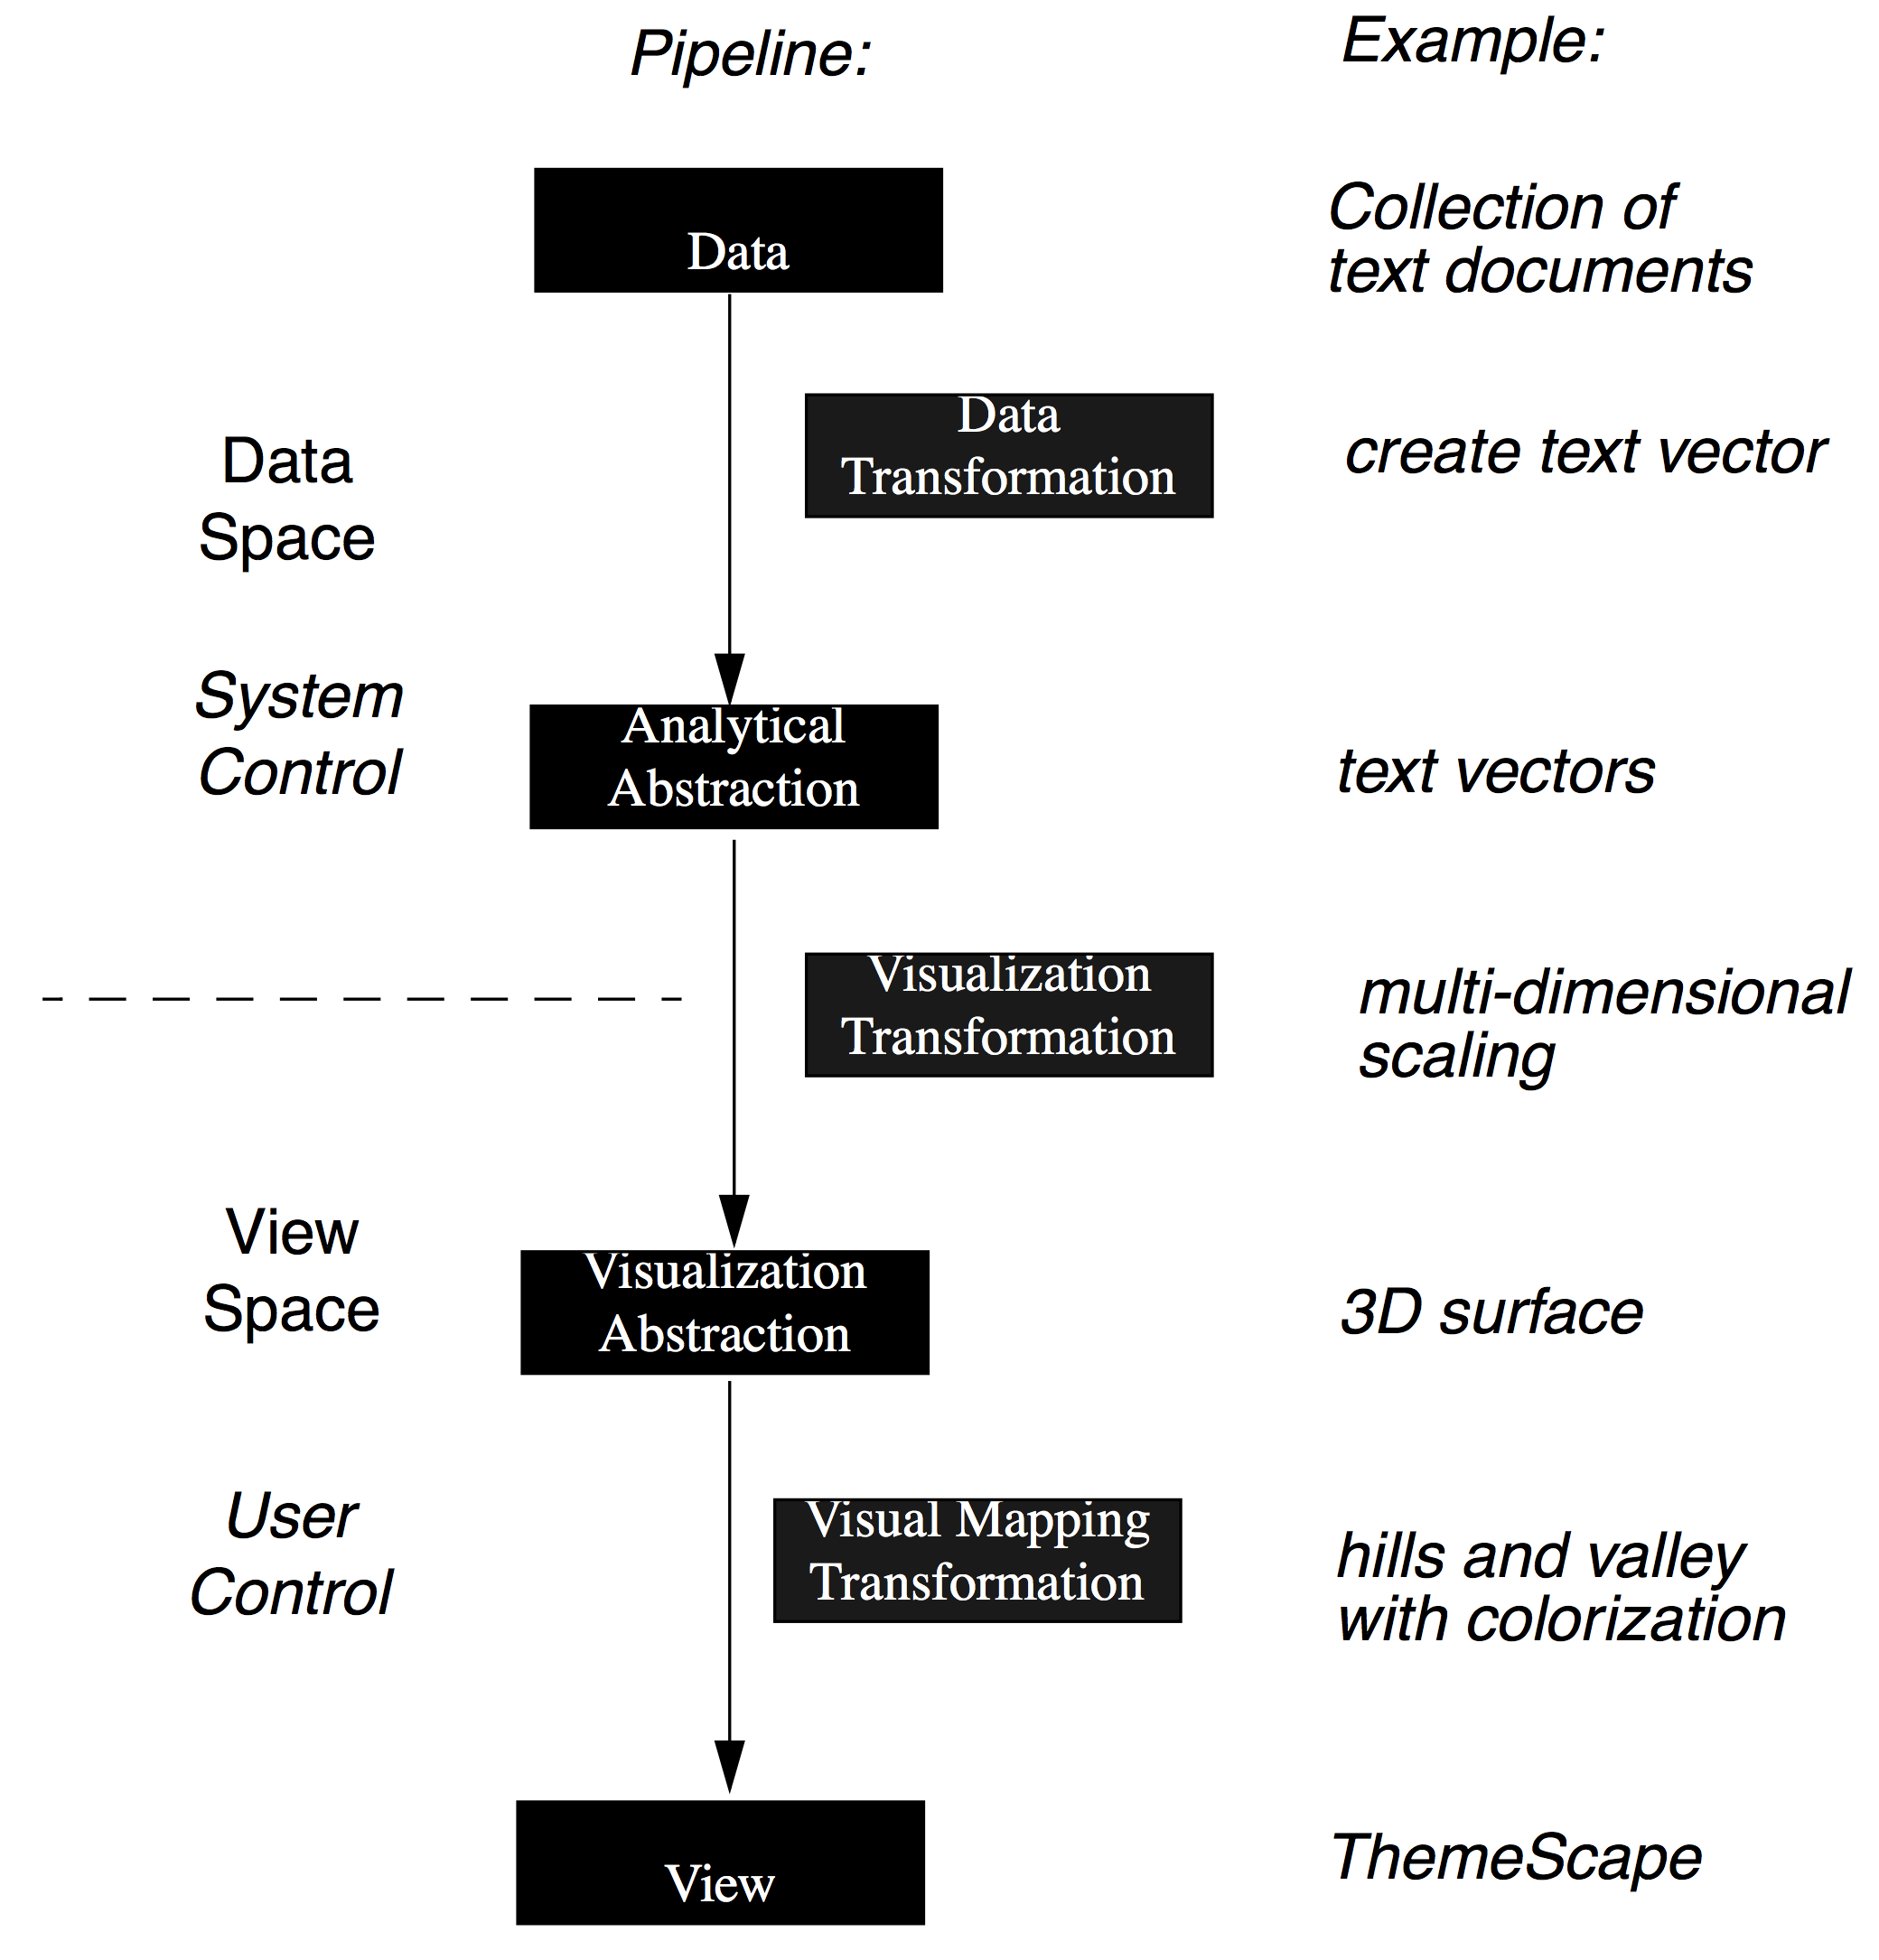 Pipeline:
Example:
Data
Collection of
text documents
Data
Transformation
create text vector
Data
Space
System
Control
Analytical
Abstraction
text vectors
Visualization
Transformation
multi-dimensional
scaling
View
Space
Visualization
Abstraction
3D surface
User
Control
Visual Mapping
Transformation
hills and valley
with colorization
View
ThemeScape